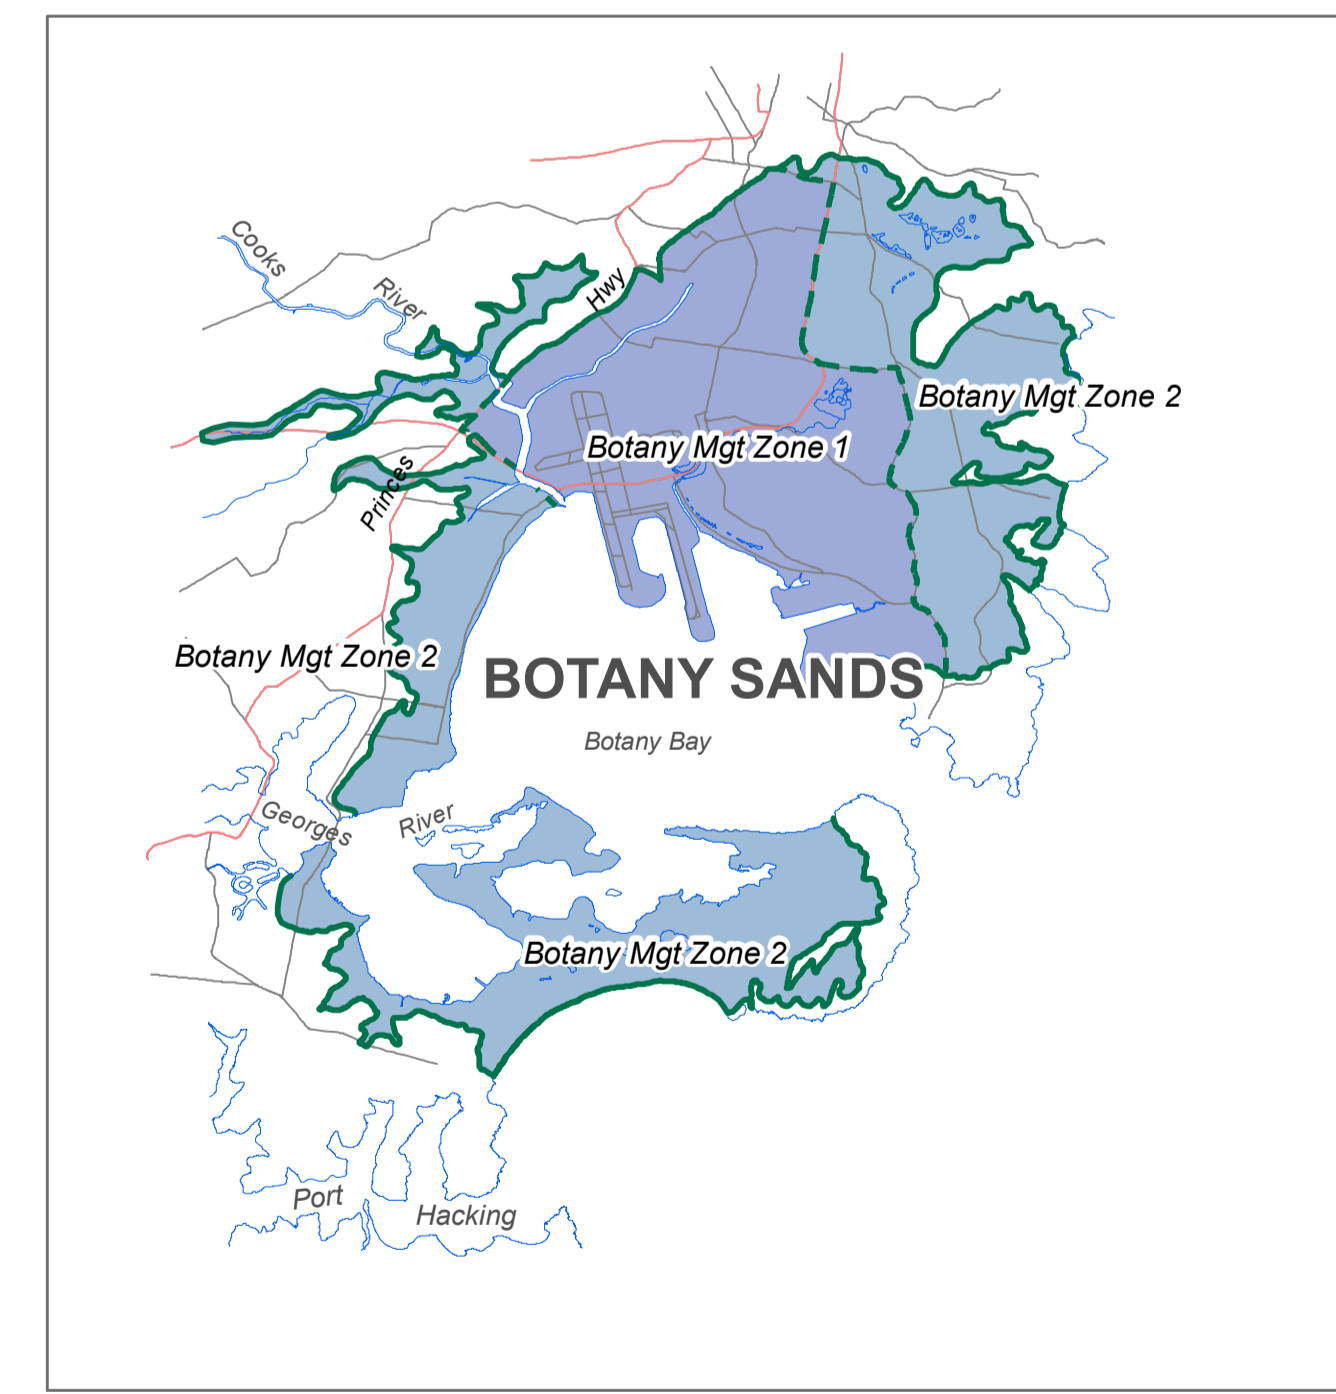 Cooks
River
Hwy
Botany Mgt Zone 2
Botany Mgt Zone 1
Princes
Botany Mgt Zone 2
BOTANY SANDS
Botany Bay
Georges
River
Botany Mgt Zone 2
Port
Hacking